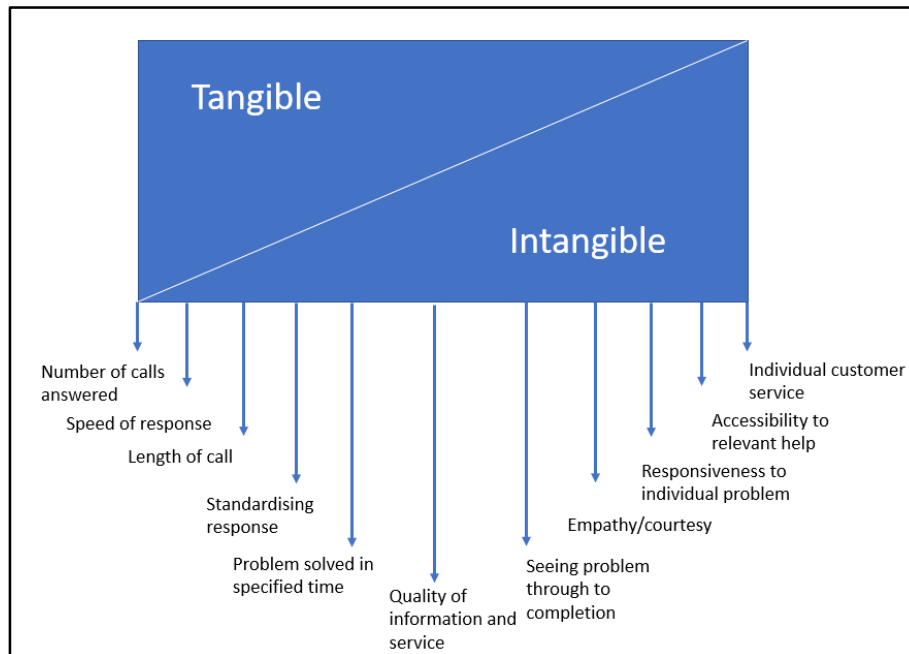 Tangible
Intangible
Number of calls
answered
Speed of response
Length of call
Standardising
response
Problem solved in
specified time
Quality of
information and
service
Seeing problem
through to
completion
Empathy/courtesy
Responsiveness to
individual problem
Accessibility to
relevant help
Individual customer
service